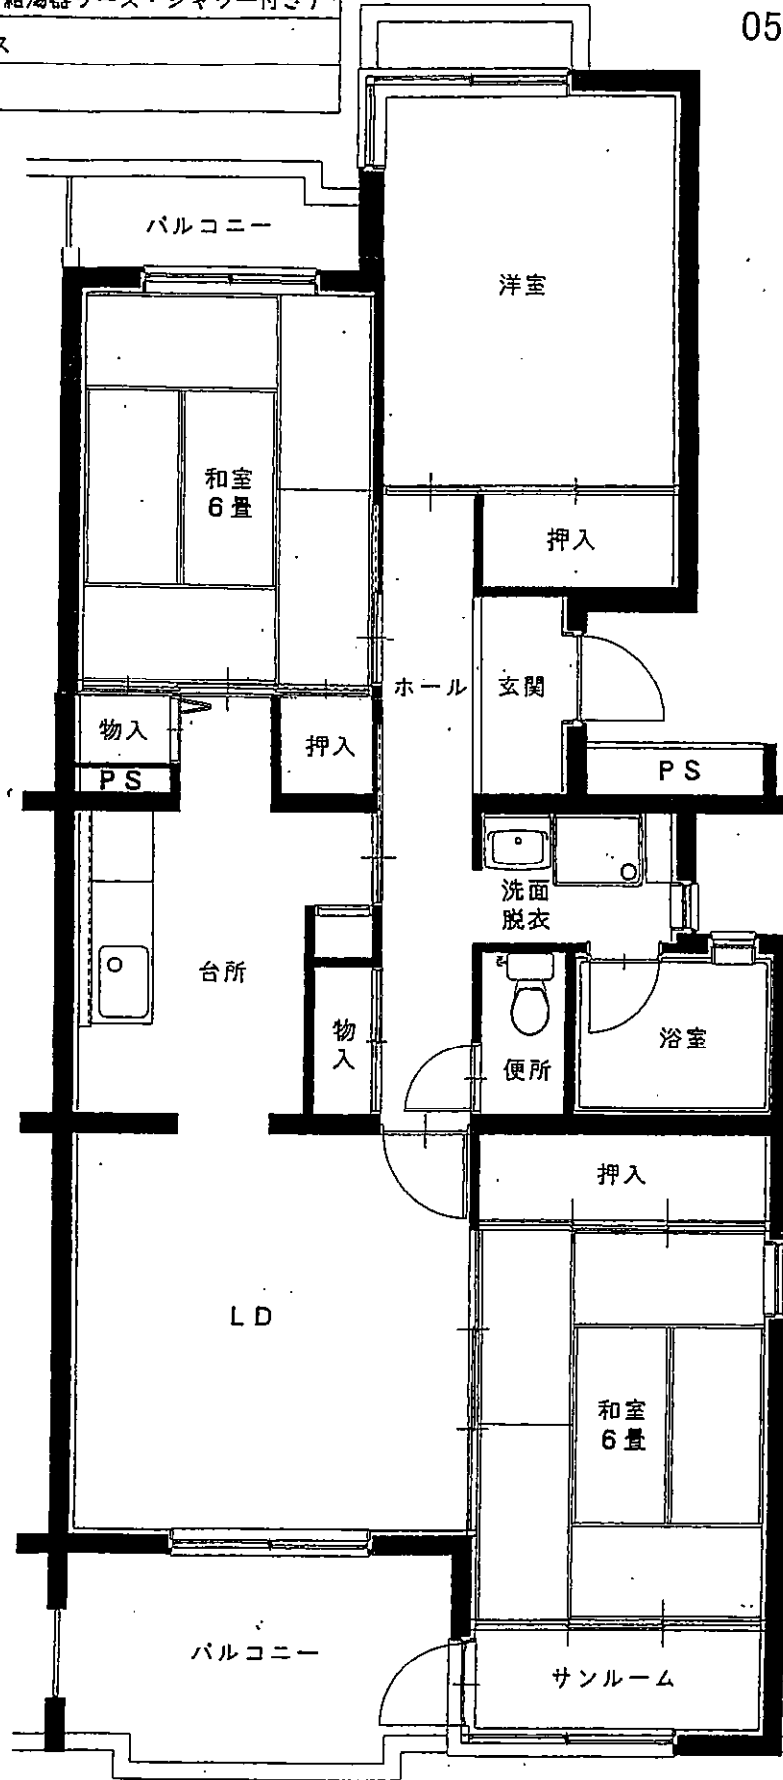 05
ス
バルコニー
洋室
和室
6畳
押入
ホール
玄関
物入
押入
PS
PS
洗面
脱衣
台所
物
入
便所
浴室
押入
LD
和室
6畳
バルコニー
サンルーム